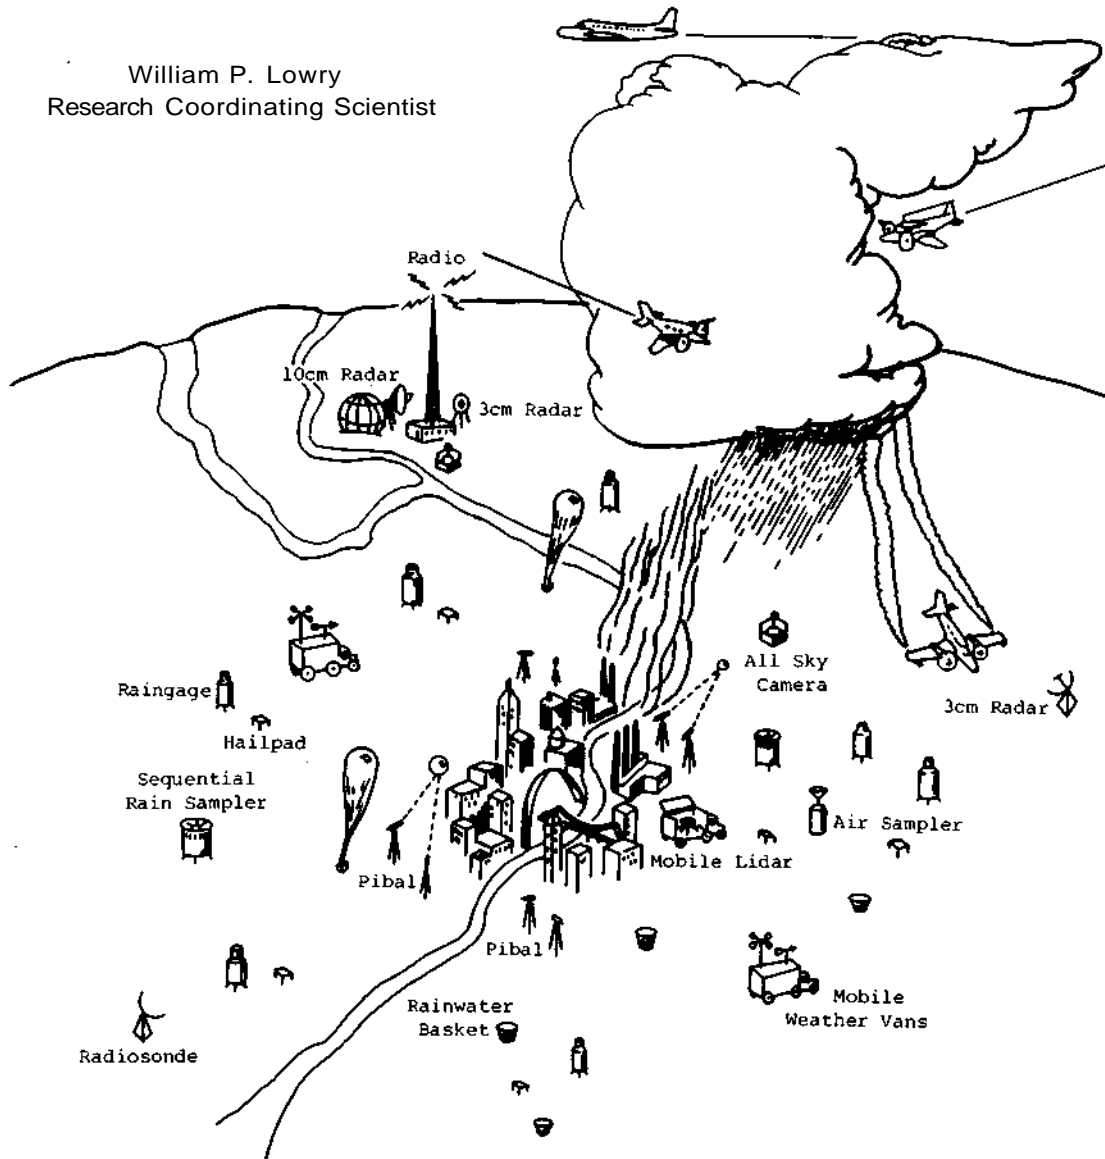 William P. Lowry
Research Coordinating Scientist
Radio
10cm Radar
3cm Radar
All Sky
Camera
Raingage
3cm Radar
Hailpad
Sequential
Rain Sampler
Air Sampler
Mobile Lidar
Pibal
Pibal
Mobile
Weather Vans
Rainwater
Basket
Radiosonde